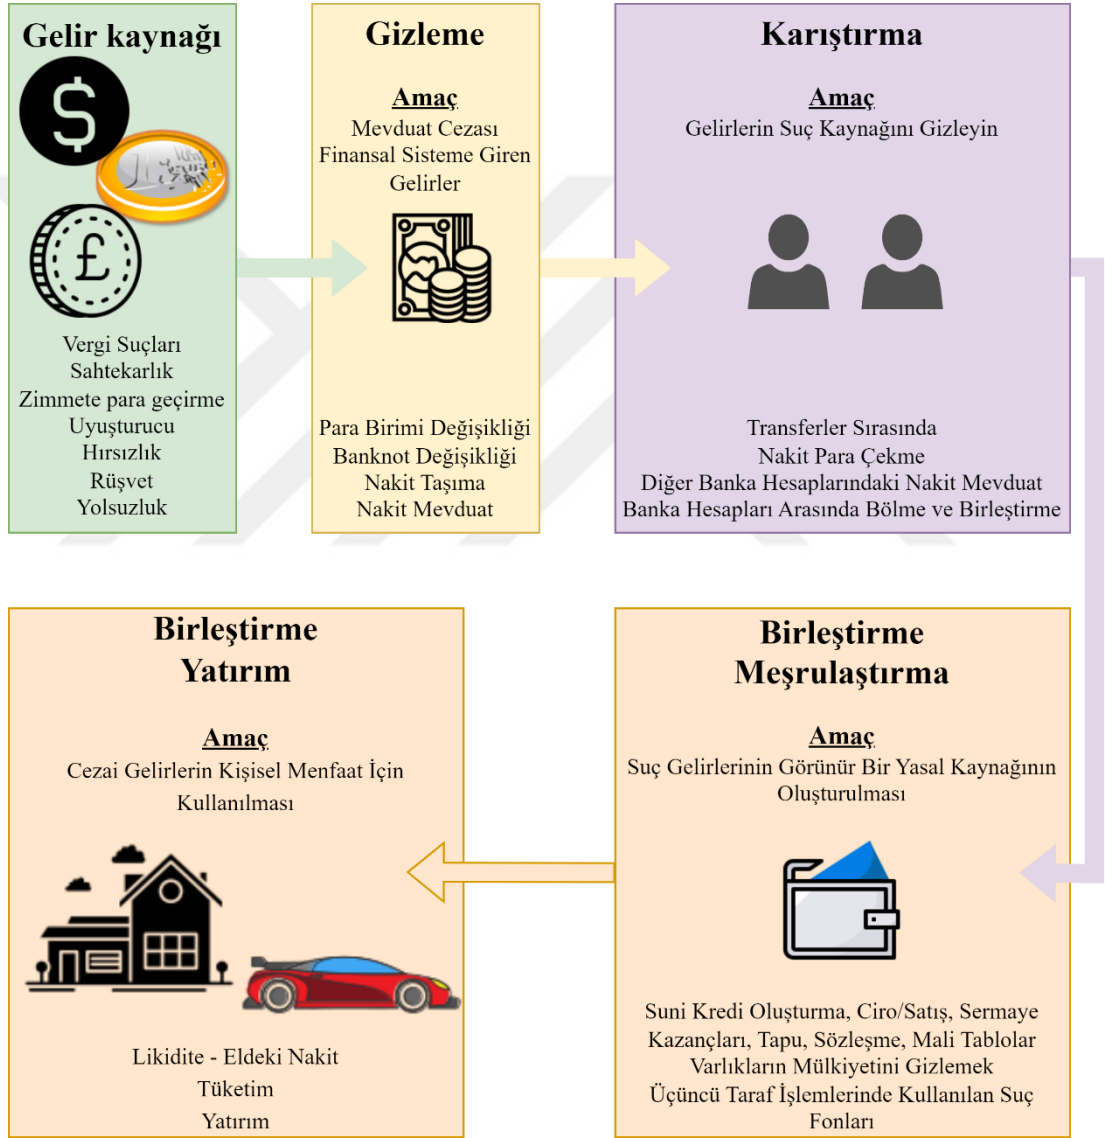 Gelir kaynağı
Vergi Suçları
Sahtekarlık
Zimmete para geçirme
Uyuşturucu
Hırsızlık
Rüşvet
Yolsuzluk
Gizleme
Amaç
Mevduat Cezası
Finansal Sisteme Giren
Gelirler
Para Birimi Değişikliği
Banknot Değişikliği
Nakit Taşıma
Nakit Mevduat
Karıştırma
Amaç
Gelirlerin Suç Kaynağını Gizleyin
Transferler Sırasında
Nakit Para Çekme
Diğer Banka Hesaplarındaki Nakit Mevduat
Banka Hesapları Arasında Bölme ve Birleştirme
Birleştirme
Meşrulaştırma
Amaç
Suç Gelirlerinin Görünür Bir Yasal Kaynağının
Oluşturulması
Suni Kredi Oluşturma, Ciro/Satış, Sermaye
Kazançları, Tapu, Sözleşme, Mali Tablolar
Varlıkların Mülkiyetini Gizlemek
Üçüncü Taraf İşlemlerinde Kullanılan Suç
Fonları
Birleştirme
Yatırım
Amaç
Cezai Gelirlerin Kişisel Menfaat İçin
Kullanılması
Likidite - Eldeki Nakit
Tüketim
Yatırım